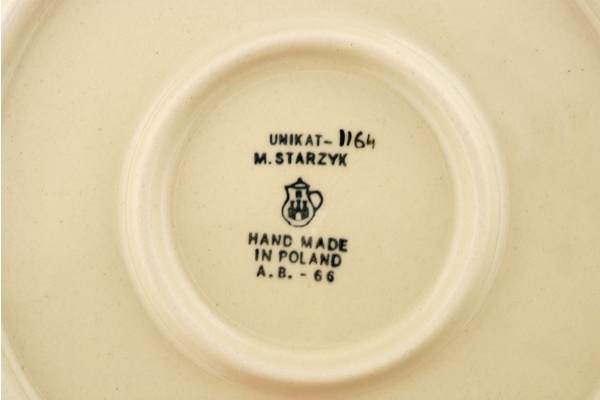 UNIKAT-1164
M. STARZYK
HAND MADE
IN POLAND
A.B. - 66